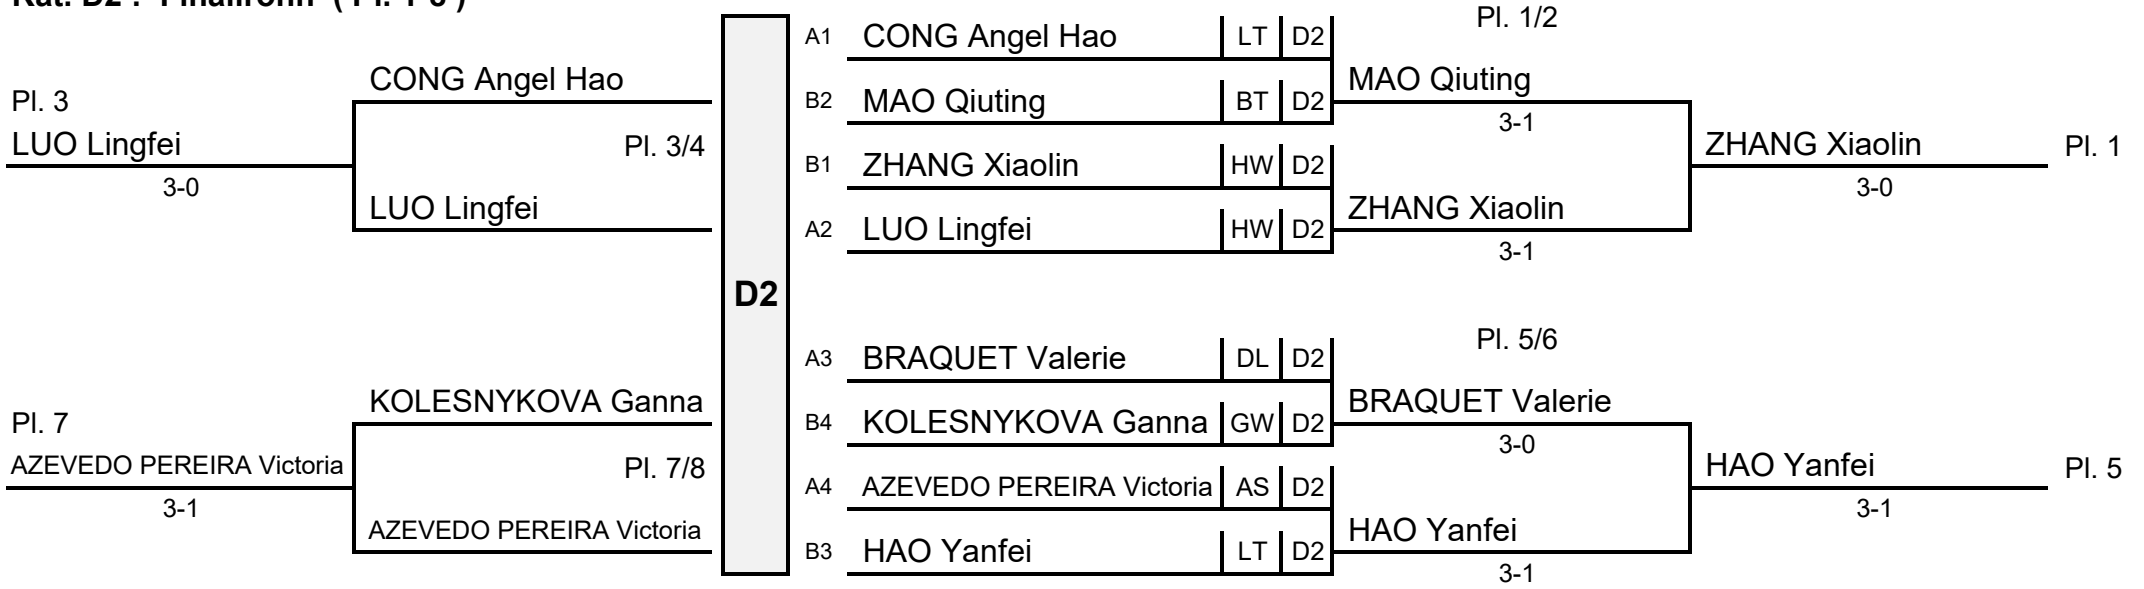 Pl. 1/2
A1 CONG Angel Hao LT D2
CONG Angel Hao
MAO Qiuting
Pl. 3
B2 MAO Qiuting BT D2
3-1
LUO Lingfei
Pl. 3/4
ZHANG Xiaolin
Pl. 1
B1 ZHANG Xiaolin HW D2
3-0
3-0
LUO Lingfei
ZHANG Xiaolin
A2 LUO Lingfei HW D2
3-1
D2
Pl. 5/6
A3 BRAQUET Valerie DL D2
KOLESNYKOVA Ganna
BRAQUET Valerie
Pl. 7
B4 KOLESNYKOVA Ganna GW D2
3-0
AZEVEDO PEREIRA Victoria
Pl. 7/8
HAO Yanfei
Pl. 5
A4 AZEVEDO PEREIRA Victoria AS D2
3-1
3-1
AZEVEDO PEREIRA Victoria
HAO Yanfei
B3 HAO Yanfei LT D2
3-1